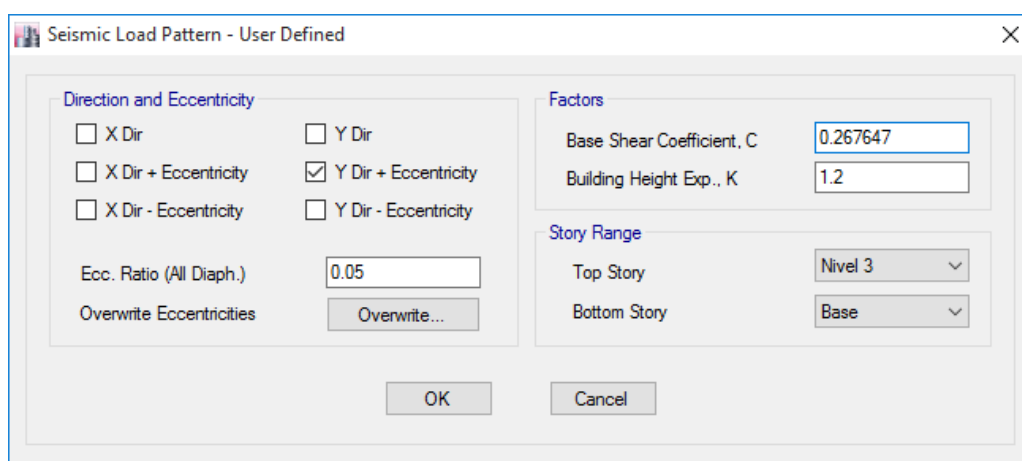 Seismic Load Pattern - User Defined
Direction and Eccentricity
X Dir
Y Dir
X Dir + Eccentricity
Y Dir + Eccentricity
X Dir - Eccentricity
Y Dir - Eccentricity
Ecc. Ratio (All Diaph.)
0.05
Overwrite Eccentricities
Overwrite...
Factors
Base Shear Coefficient, C
0.267647
Building Height Exp., K
1.2
Story Range
Top Story
Nivel 3
Bottom Story
Base
OK
Cancel